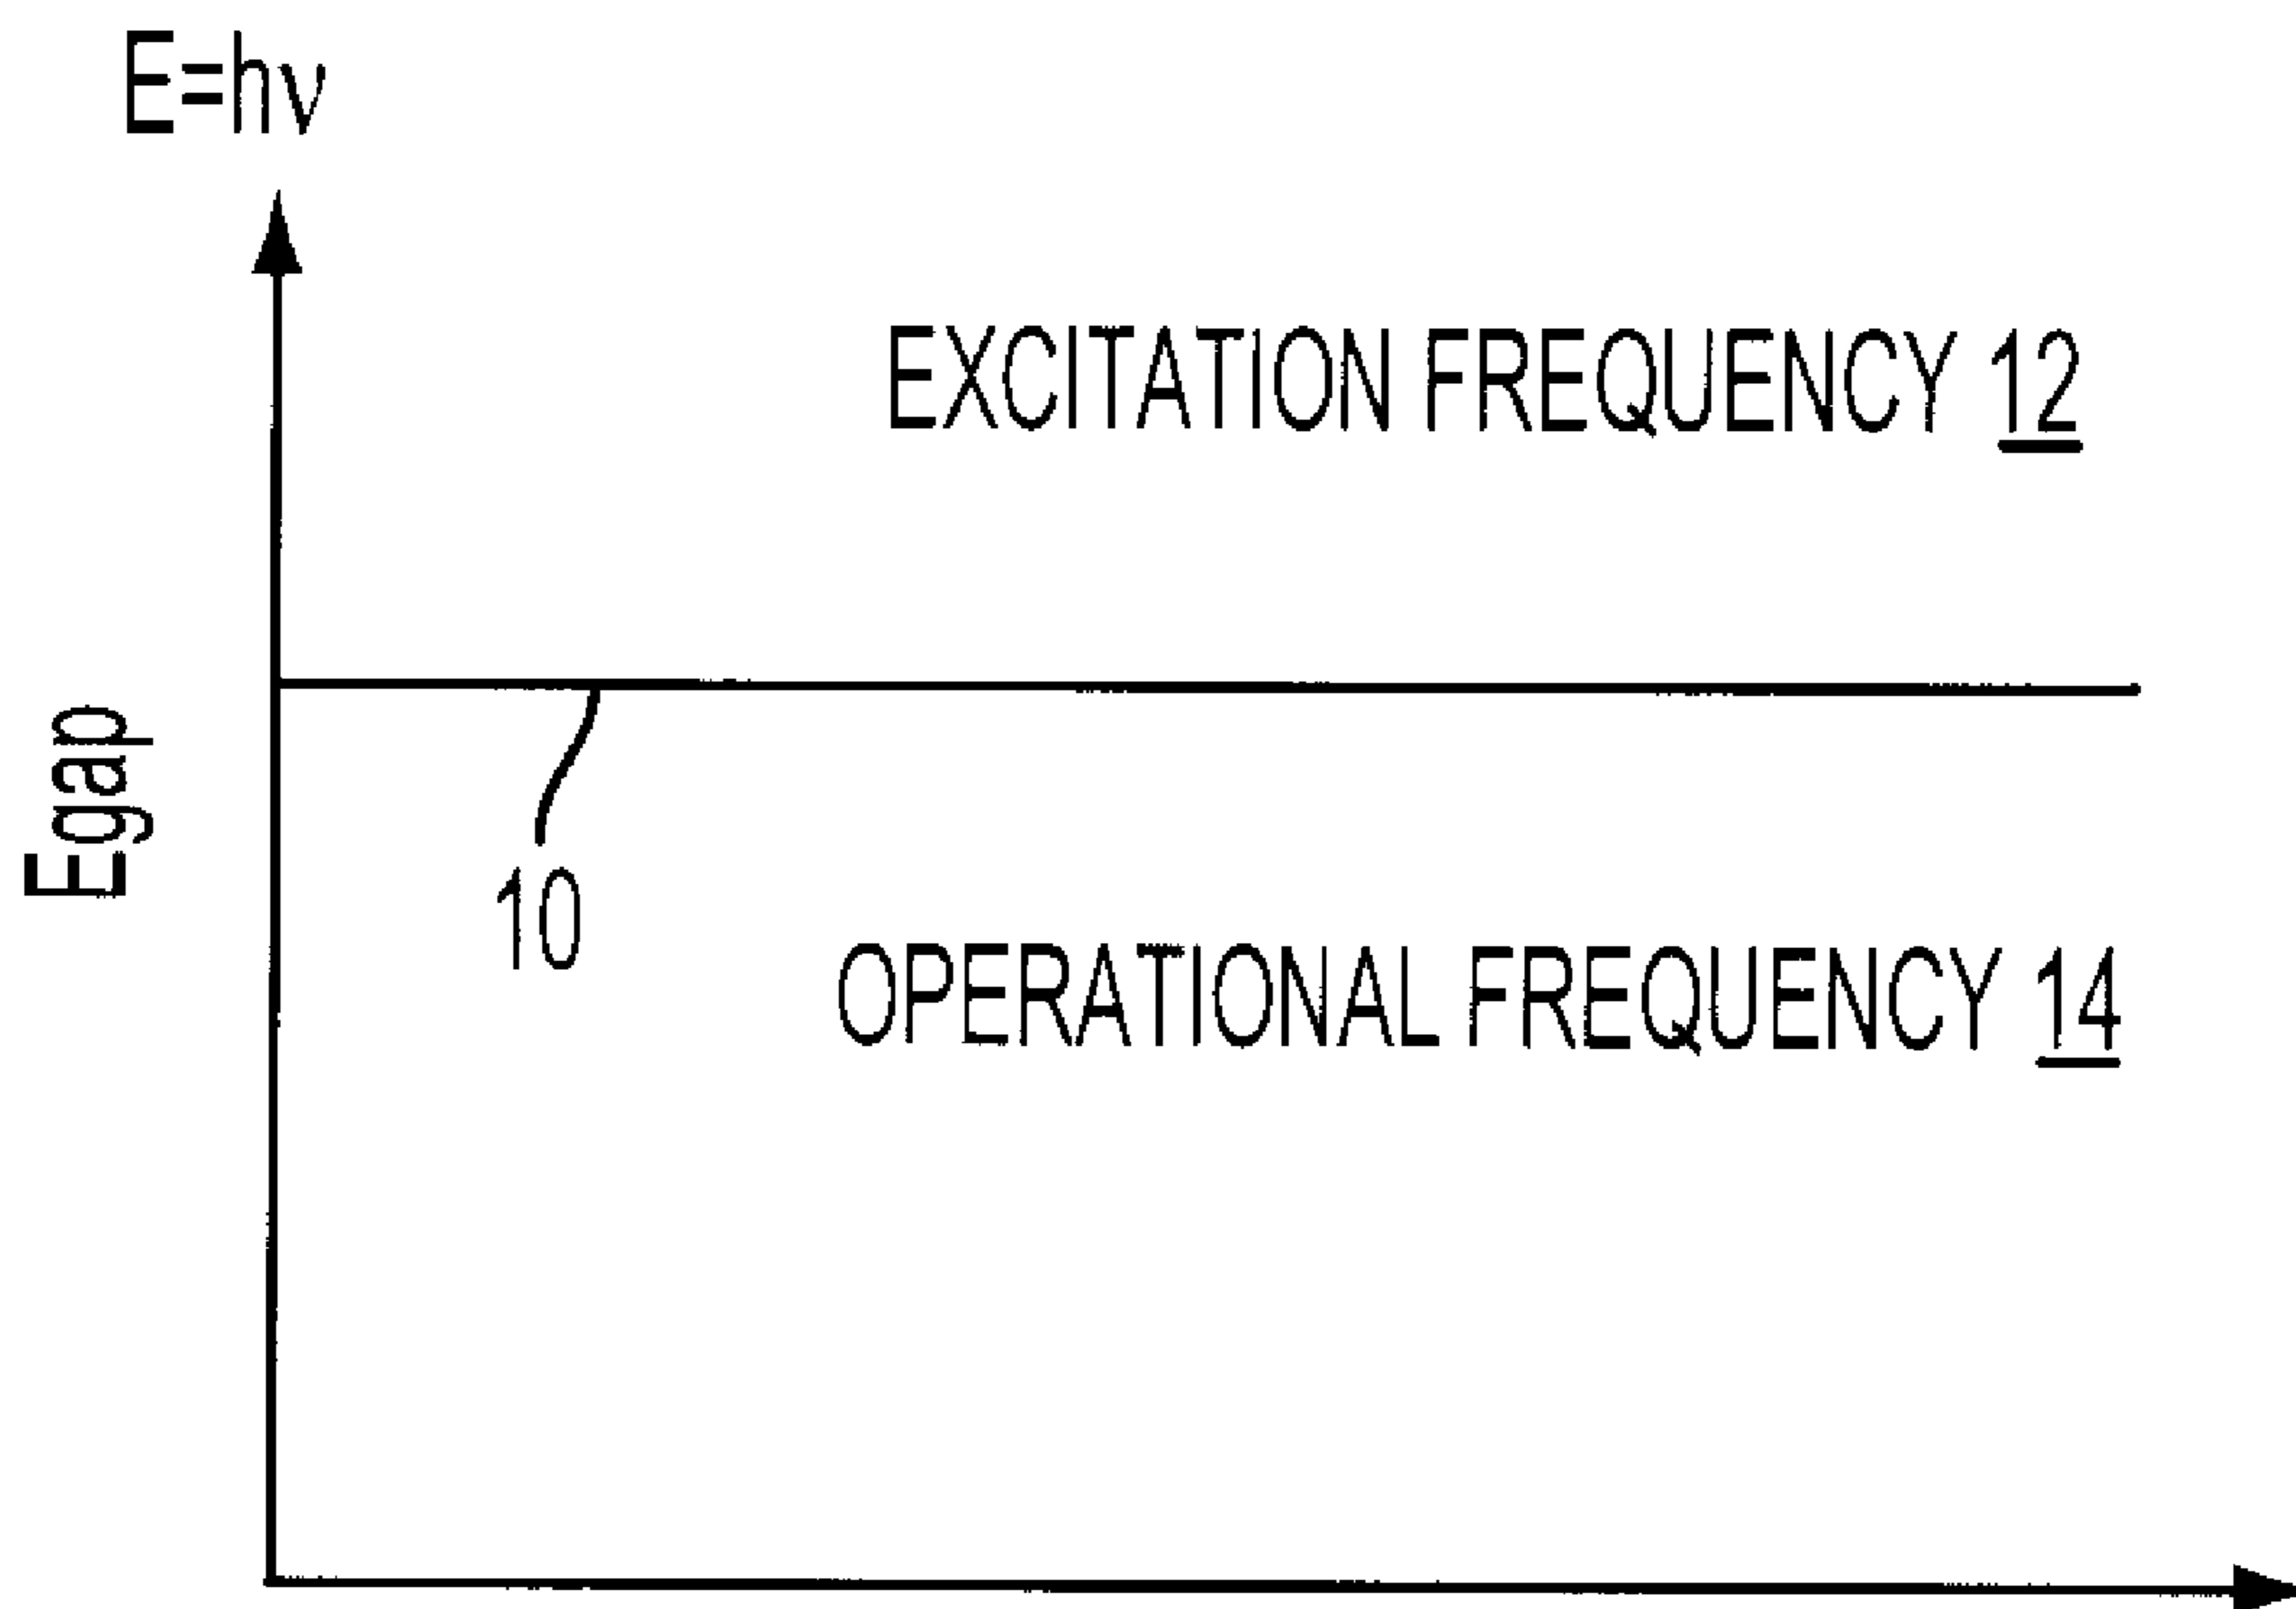 E=hν
EXCITATION FREQUENCY 12
Egap
10
OPERATIONAL FREQUENCY 14